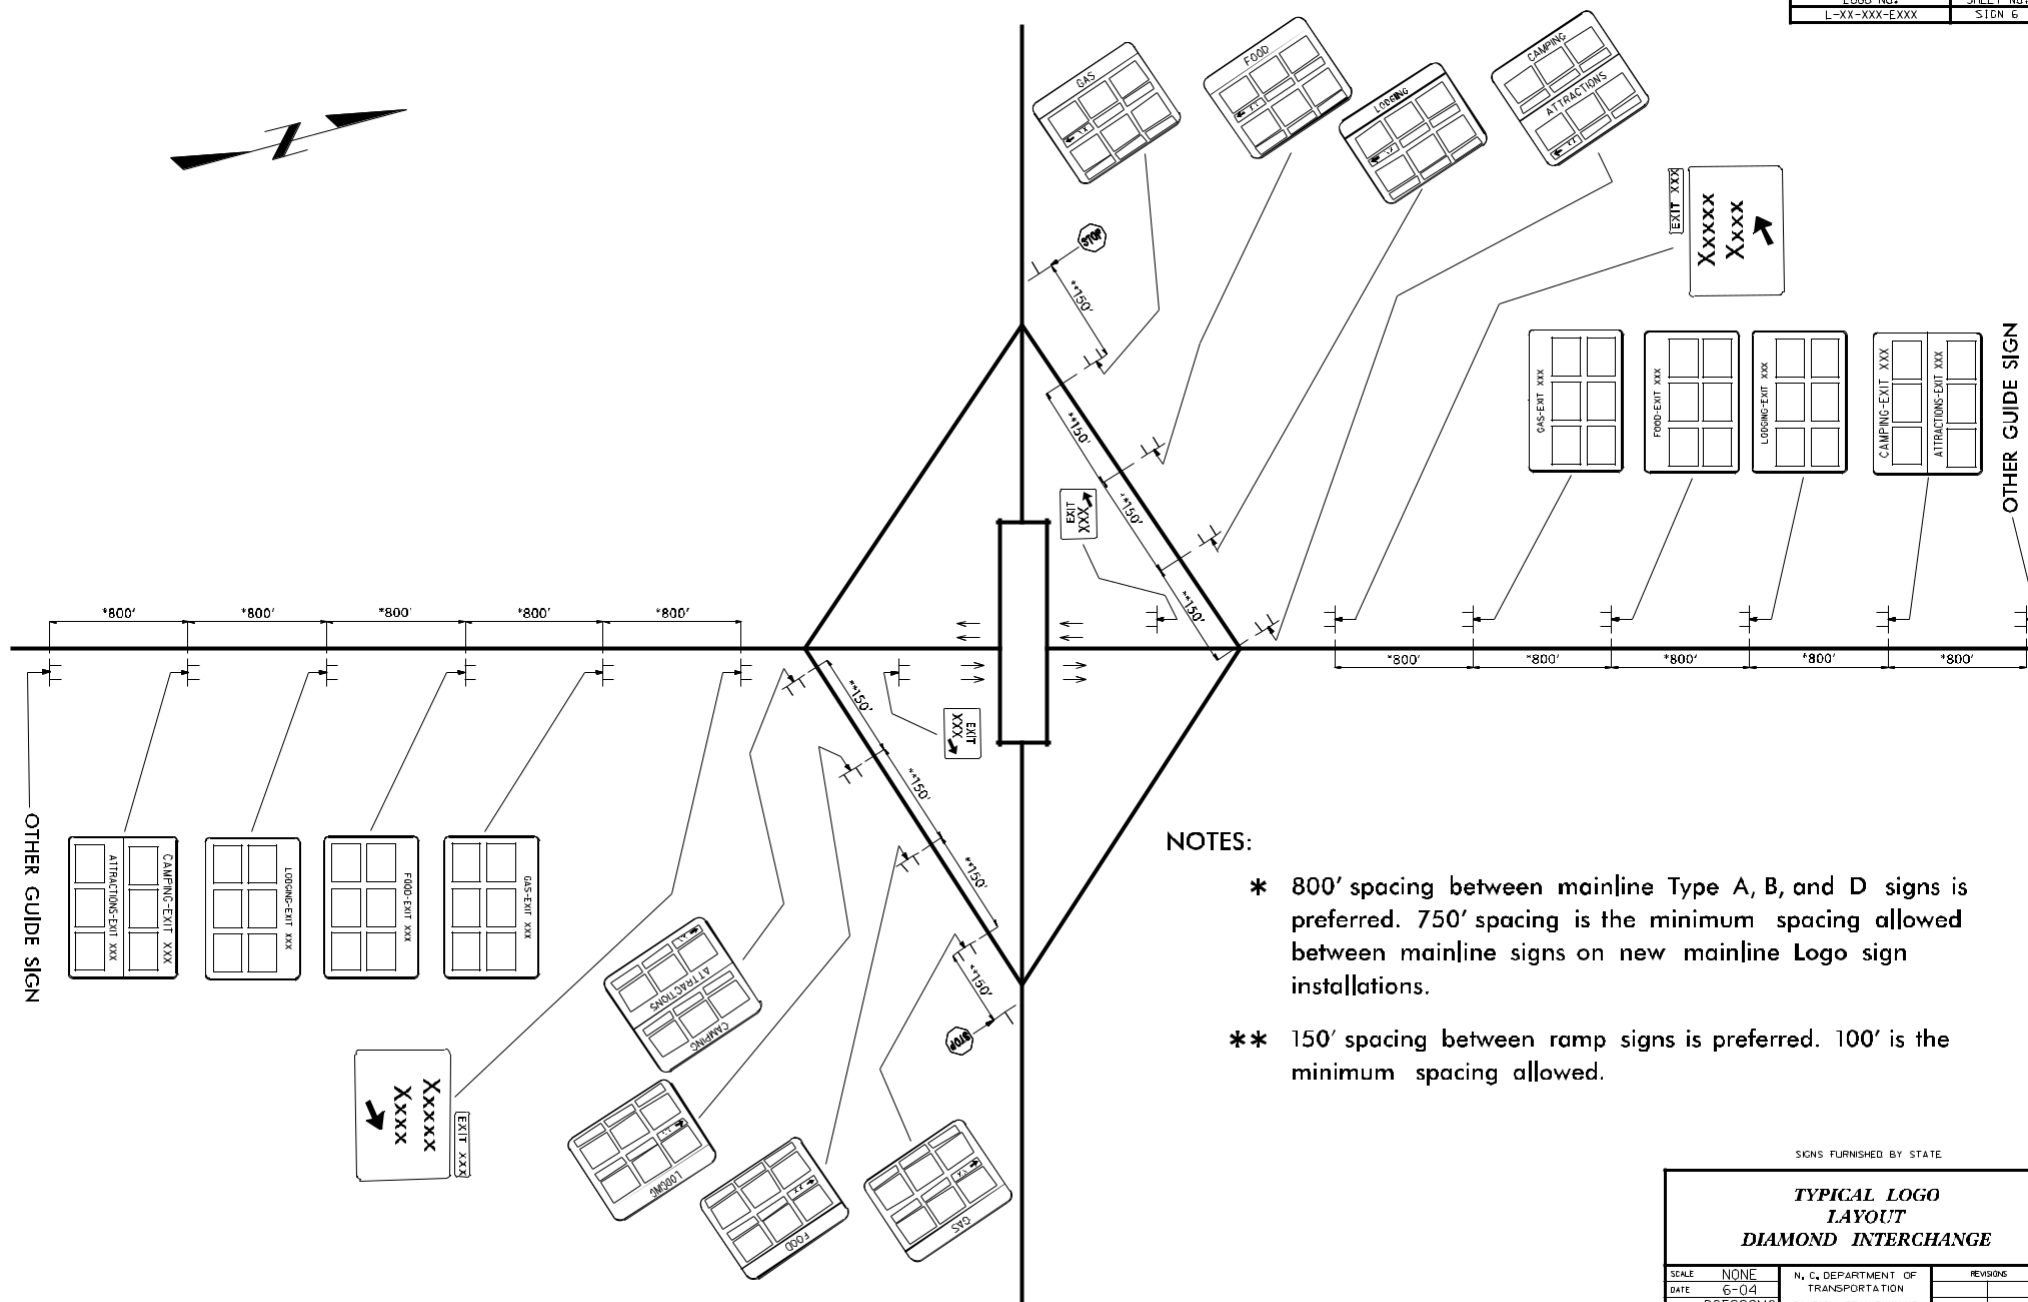 LOGO NO. SHEET NO.
L-XX-XXX-EXXX SIGN 6
GAS
FOOD
LODGING
CAMPING
ATTRACTIONS
STOP
**150'
**150'
**150'
**150'
EXIT XXX
Xxxxx
Xxxx
GAS-EXIT XXX
FOOD-EXIT XXX
LODGING-EXIT XXX
CAMPING-EXIT XXX
ATTRACTIONS-EXIT XXX
OTHER GUIDE SIGN
EXIT
XXX
*800' *800' *800' *800' *800'
*800' *800' *800' *800' *800'
**150'
**150'
**150'
**150'
EXIT
XXX
STOP
OTHER GUIDE SIGN
CAMPING-EXIT XXX
ATTRACTIONS-EXIT XXX
LODGING-EXIT XXX
FOOD-EXIT XXX
GAS-EXIT XXX
Xxxxx
Xxxx
EXIT XXX
CAMPING
ATTRACTIONS
LODGING
FOOD
GAS
NOTES:
* 800' spacing between mainline Type A, B, and D signs is
preferred. 750' spacing is the minimum spacing allowed
between mainline signs on new mainline Logo sign
installations.
** 150' spacing between ramp signs is preferred. 100' is the
minimum spacing allowed.
SIGNS FURNISHED BY STATE
TYPICAL LOGO
LAYOUT
DIAMOND INTERCHANGE
SCALE NONE
DATE 6-04
N. C. DEPARTMENT OF
TRANSPORTATION
REVISIONS